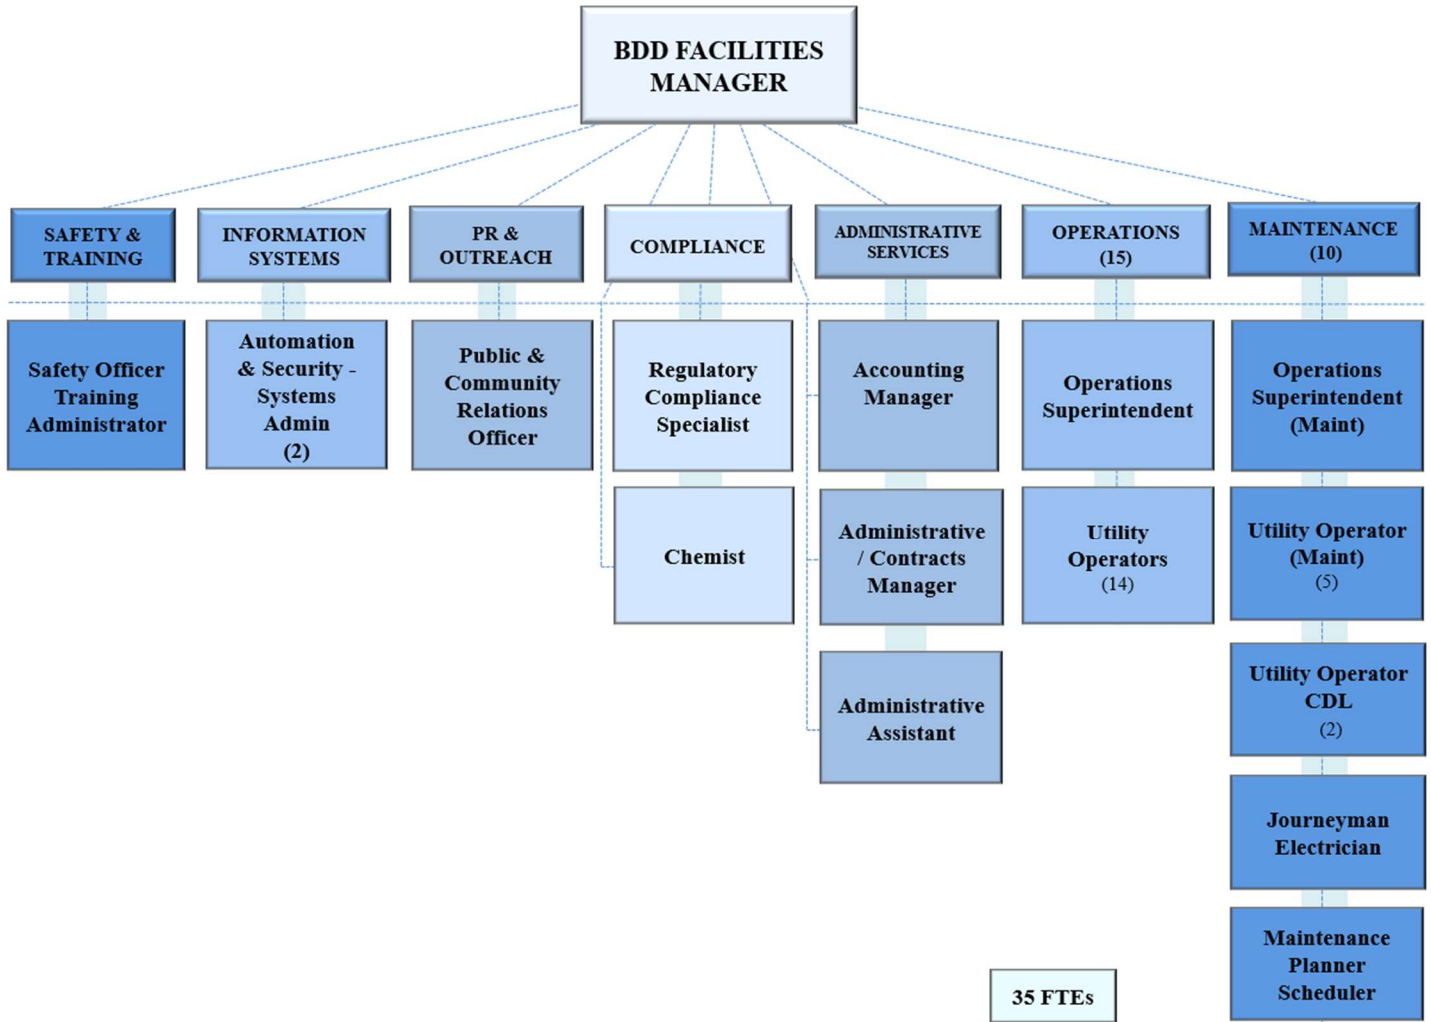 BDD FACILITIES
MANAGER
SAFETY &
TRAINING
INFORMATION
SYSTEMS
PR &
OUTREACH
COMPLIANCE
ADMINISTRATIVE
SERVICES
OPERATIONS
(15)
MAINTENANCE
(10)
Safety Officer
Training
Administrator
Automation
& Security -
Systems
Admin
(2)
Public &
Community
Relations
Officer
Regulatory
Compliance
Specialist
Accounting
Manager
Operations
Superintendent
Operations
Superintendent
(Maint)
Chemist
Administrative
/ Contracts
Manager
Utility
Operators
(14)
Utility Operator
(Maint)
(5)
Administrative
Assistant
Utility Operator
CDL
(2)
Journeyman
Electrician
Maintenance
Planner
Scheduler
35 FTEs